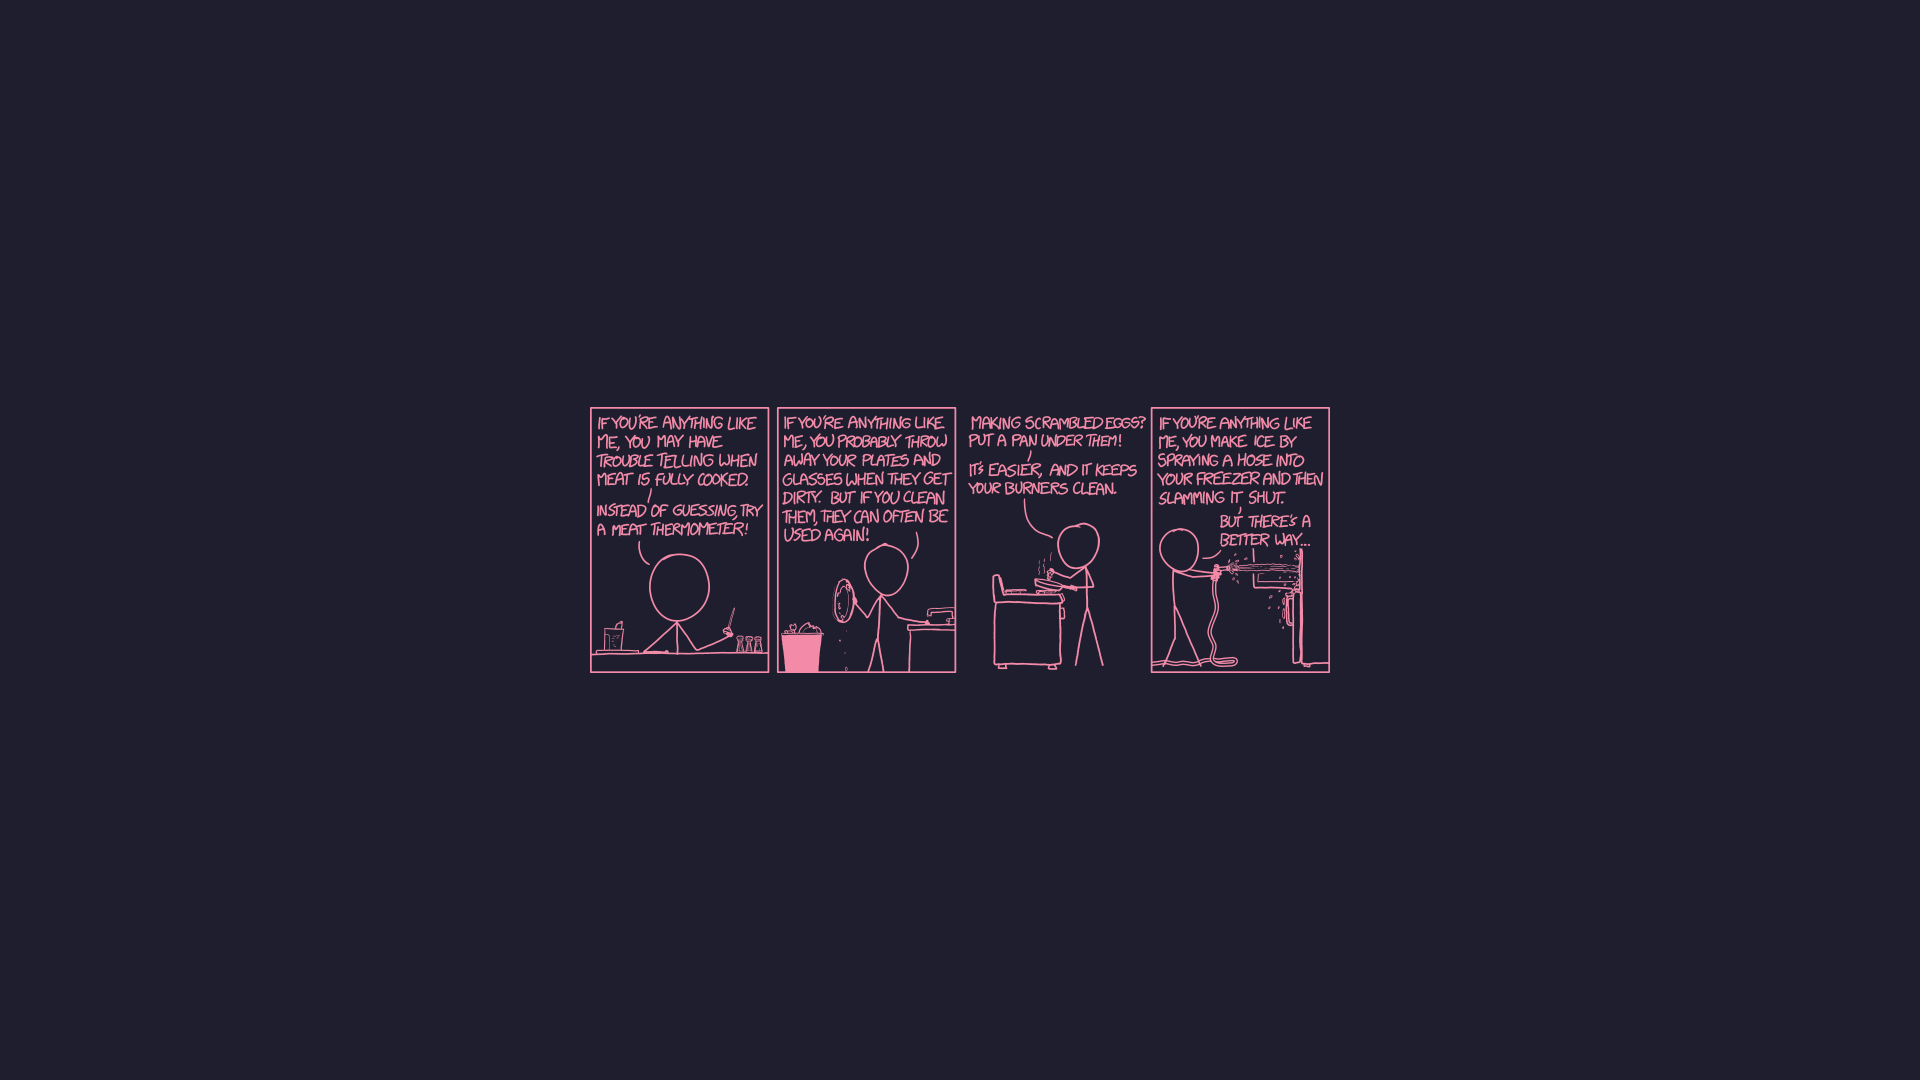 IF YOU'RE ANYTHING LIKE
ME, YOU MAY HAVE
TROUBLE TELLING WHEN
MEAT IS FULLY COOKED.
INSTEAD OF GUESSING, TRY
A MEAT THERMOMETER!
IF YOU'RE ANYTHING LIKE
ME, YOU PROBABLY THROW
AWAY YOUR PLATES AND
GLASSES WHEN THEY GET
DIRTY. BUT IF YOU CLEAN
THEM, THEY CAN OFTEN BE
USED AGAIN!
MAKING SCRAMBLED EGGS?
PUT A PAN UNDER THEM!
IT'S EASIER, AND IT KEEPS
YOUR BURNERS CLEAN.
IF YOU'RE ANYTHING LIKE
ME, YOU MAKE ICE BY
SPRAYING A HOSE INTO
YOUR FREEZER AND THEN
SLAMMING IT SHUT.
BUT THERE'S A
BETTER WAY...